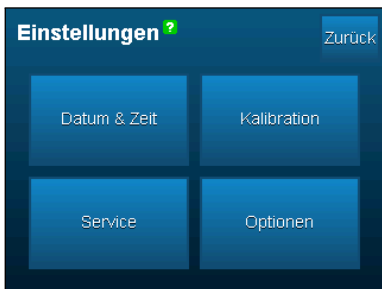 Einstellungen ?
Zurück
Datum & Zeit
Kalibration
Service
Optionen